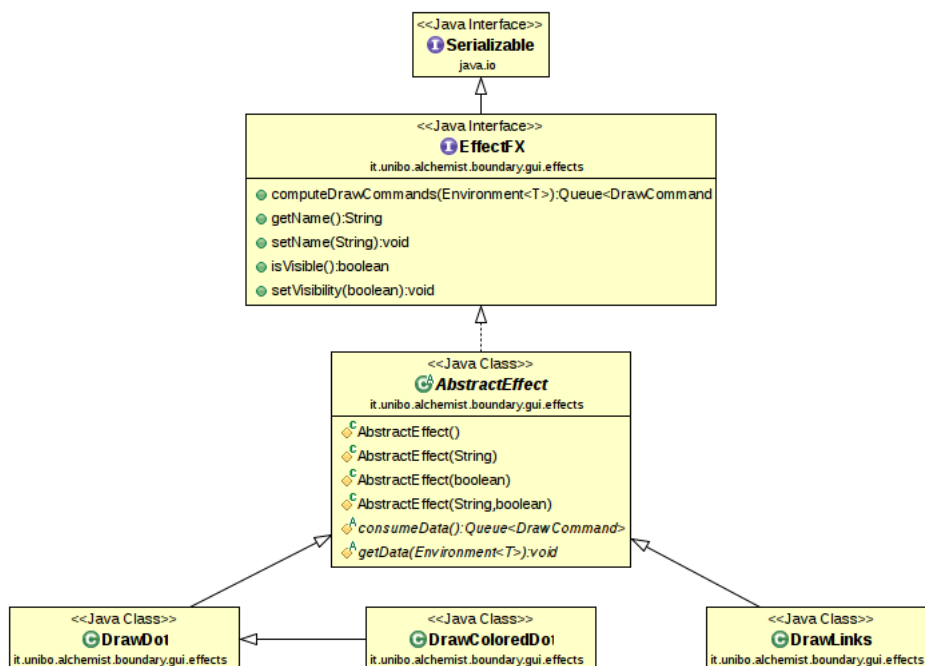 <<Java Interface>>
Serializable
java.io
<<Java Interface>>
EffectFX
it.unibo.alchemist.boundary.gui.effects
computeDrawCommands(Environment<T>):Queue<DrawCommand
getName():String
setName(String):void
isVisible():boolean
setVisibility(boolean):void
<<Java Class>>
AbstractEffect
it.unibo.alchemist.boundary.gui.effects
AbstractEffect()
AbstractEffect(String)
AbstractEffect(boolean)
AbstractEffect(String,boolean)
consumeData():Queue<DrawCommand>
getData(Environment<T>):void
<<Java Class>>
DrawDot
it.unibo.alchemist.boundary.gui.effects
<<Java Class>>
DrawColoredDot
it.unibo.alchemist.boundary.gui.effects
<<Java Class>>
DrawLinks
it.unibo.alchemist.boundary.gui.effects